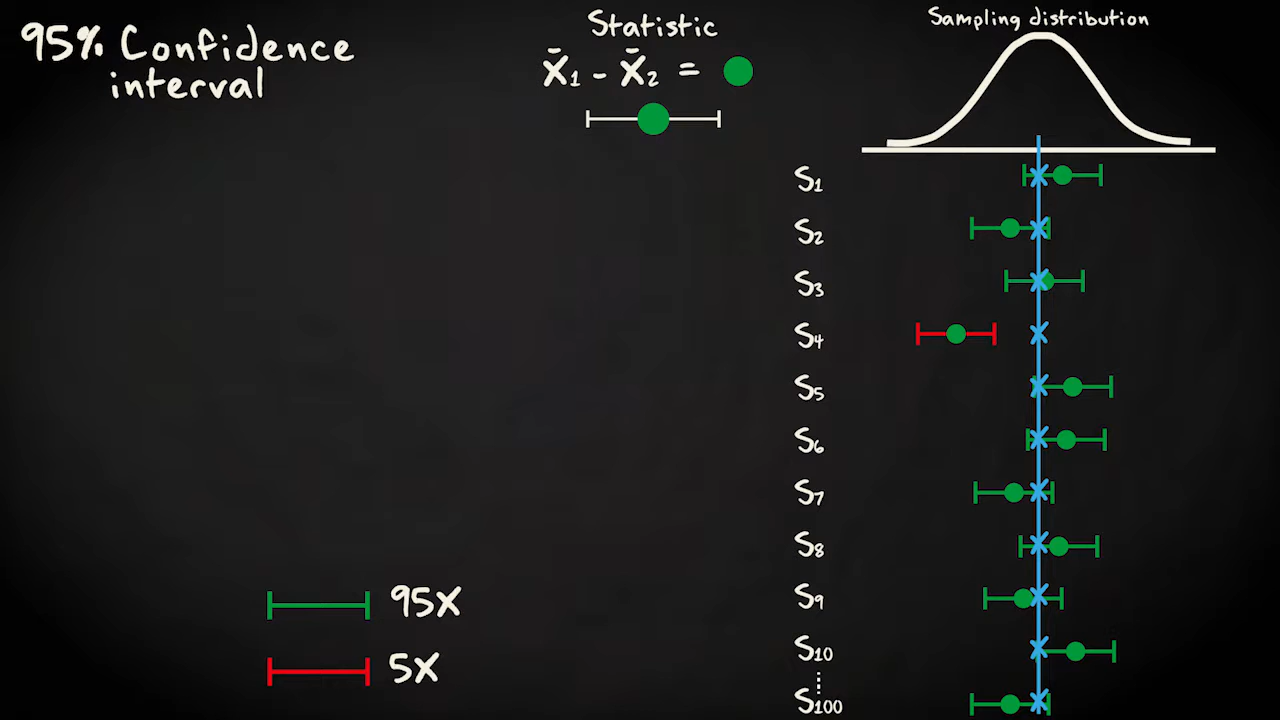 95% Confidence
interval
Statistic
x̄₁ - x̄₂ =
Sampling distribution
S₁
S₂
S₃
S₄
S₅
S₆
S₇
S₈
S₉
S₁₀
S₁₀₀
95X
5X